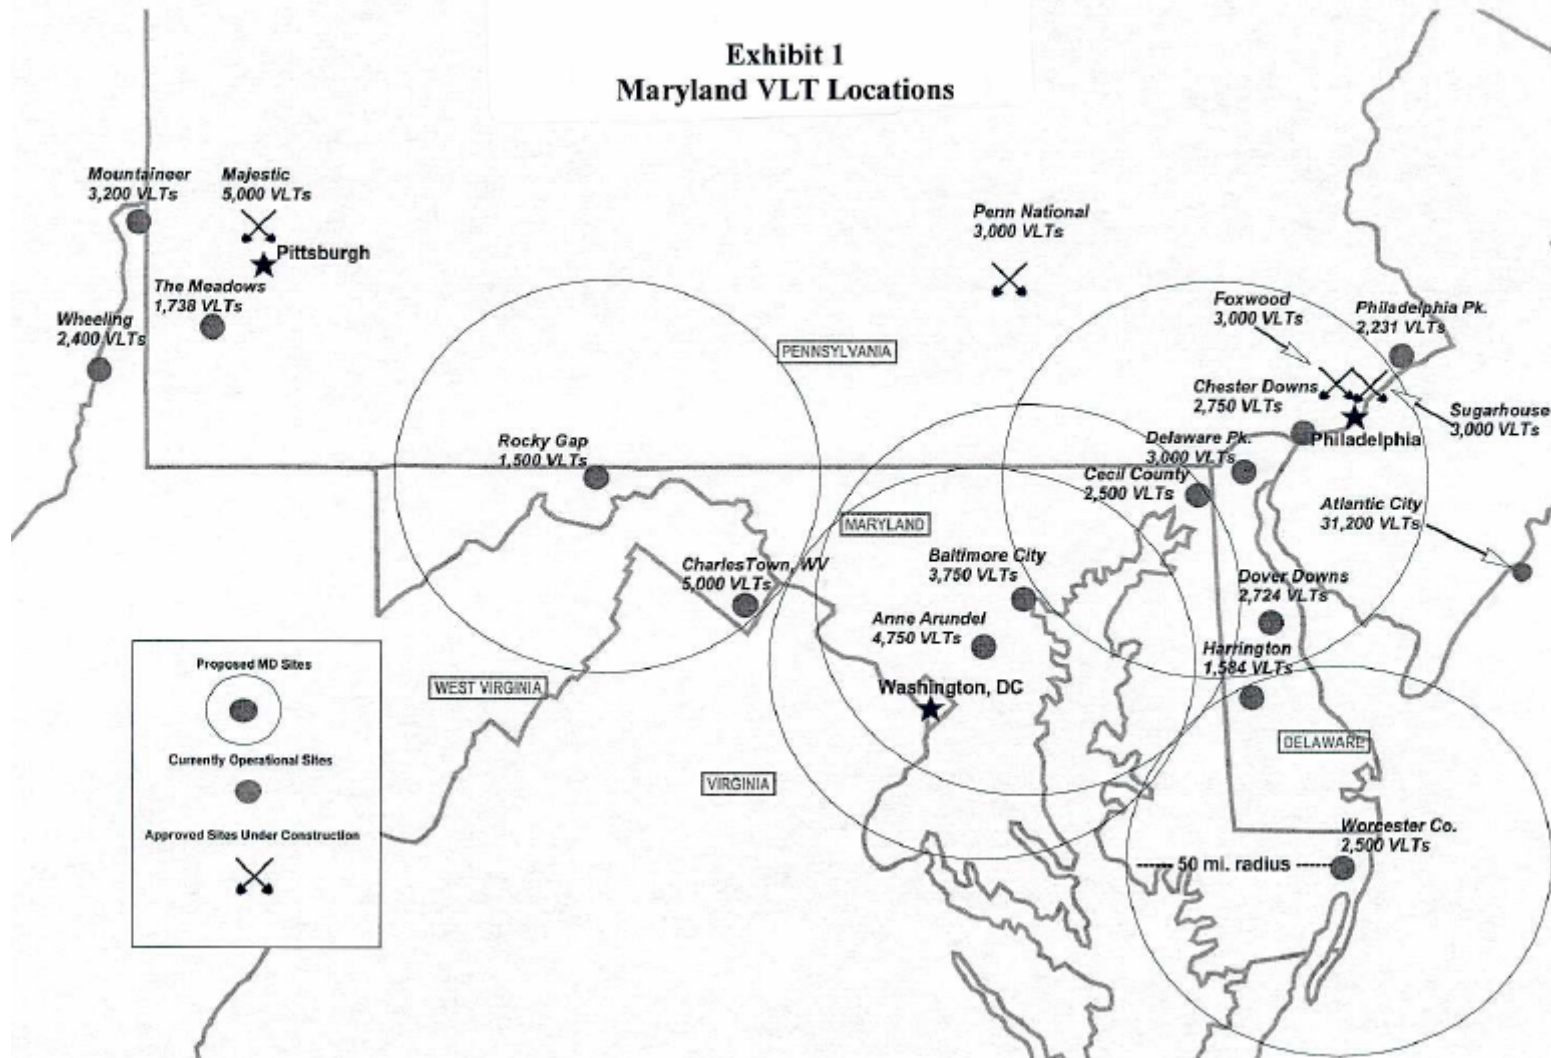 Exhibit 1
Maryland VLT Locations
Mountaineer
3,200 VLTs
Majestic
5,000 VLTs
Pittsburgh
The Meadows
1,738 VLTs
Wheeling
2,400 VLTs
Penn National
3,000 VLTs
PENNSYLVANIA
Foxwood
3,000 VLTs
Philadelphia Pk.
2,231 VLTs
Chester Downs
2,750 VLTs
Sugarhouse
3,000 VLTs
Philadelphia
Rocky Gap
1,500 VLTs
Delaware Pk.
3,000 VLTs
Cecil County
2,500 VLTs
Atlantic City
31,200 VLTs
MARYLAND
CharlesTown, WV
5,000 VLTs
Baltimore City
3,750 VLTs
Dover Downs
2,724 VLTs
Anne Arundel
4,750 VLTs
Harrington
1,584 VLTs
Washington, DC
WEST VIRGINIA
DELAWARE
VIRGINIA
Worcester Co.
2,500 VLTs
50 mi. radius
Proposed MD Sites
Currently Operational Sites
Approved Sites Under Construction